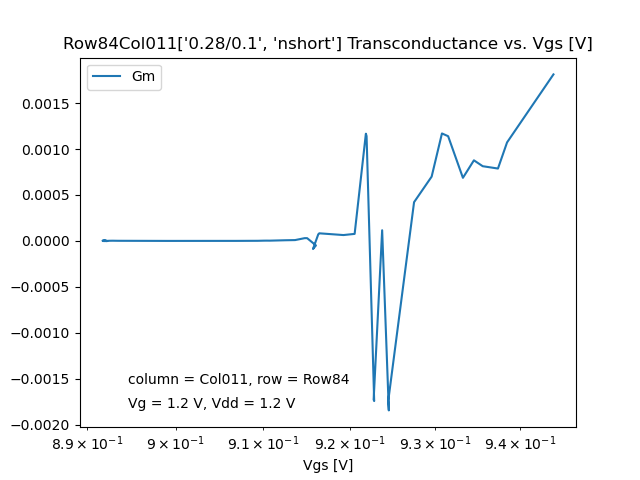 Row84Col011['0.28/0.1', 'nshort'] Transconductance vs. Vgs [V]
Gm
0.0015
0.0010
0.0005
0.0000
−0.0005
−0.0010
−0.0015
−0.0020
column = Col011, row = Row84
Vg = 1.2 V, Vdd = 1.2 V
8.9 × 10⁻¹ 9 × 10⁻¹ 9.1 × 10⁻¹ 9.2 × 10⁻¹ 9.3 × 10⁻¹ 9.4 × 10⁻¹
Vgs [V]